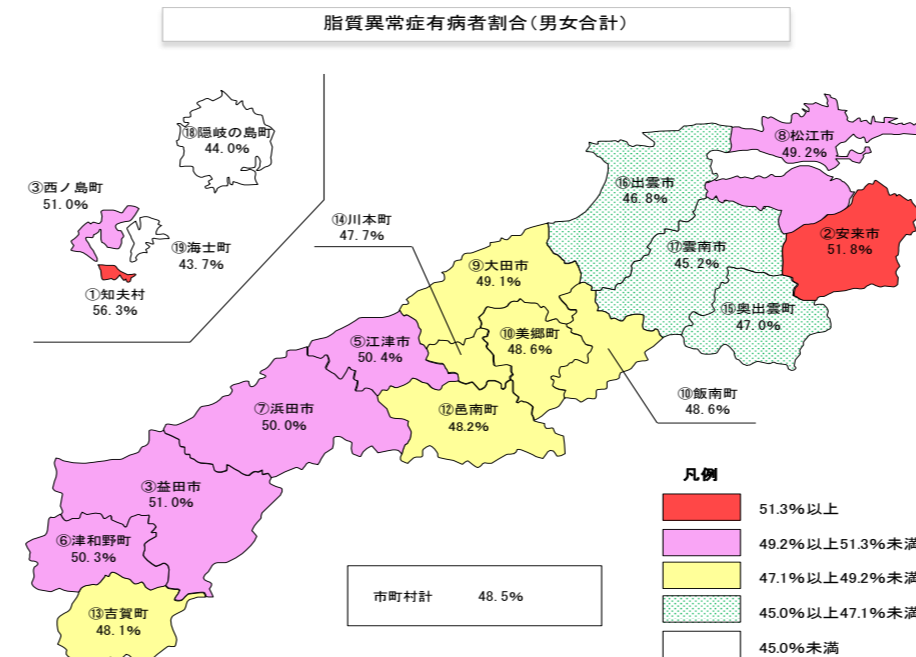 脂質異常症有病者割合(男女合計)
⑱隠岐の島町
44.0%
③西ノ島町
51.0%
⑲海士町
43.7%
①知夫村
56.3%
⑧松江市
49.2%
⑯出雲市
46.8%
②安来市
51.8%
⑰雲南市
45.2%
⑮奥出雲町
47.0%
⑭川本町
47.7%
⑨大田市
49.1%
⑩美郷町
48.6%
⑩飯南町
48.6%
⑤江津市
50.4%
⑫邑南町
48.2%
⑦浜田市
50.0%
③益田市
51.0%
⑥津和野町
50.3%
⑬吉賀町
48.1%
市町村計 48.5%
凡例
51.3%以上
49.2%以上51.3%未満
47.1%以上49.2%未満
45.0%以上47.1%未満
45.0%未満